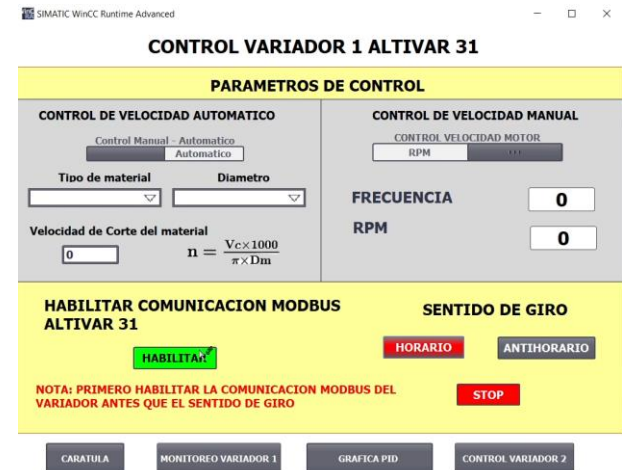 SIMATIC WinCC Runtime Advanced
CONTROL VARIADOR 1 ALTIVAR 31
PARAMETROS DE CONTROL
CONTROL DE VELOCIDAD AUTOMATICO
Control Manual - Automatico
Automatico
Tipo de material Diametro
Velocidad de Corte del material
0
n = Vc×1000 / π×Dm
CONTROL DE VELOCIDAD MANUAL
CONTROL VELOCIDAD MOTOR
RPM ...
FRECUENCIA 0
RPM 0
HABILITAR COMUNICACION MODBUS
ALTIVAR 31
HABILITAR
NOTA: PRIMERO HABILITAR LA COMUNICACION MODBUS DEL
VARIADOR ANTES QUE EL SENTIDO DE GIRO
SENTIDO DE GIRO
HORARIO ANTIHORARIO
STOP
CARATULA MONITOREO VARIADOR 1 GRAFICA PID CONTROL VARIADOR 2